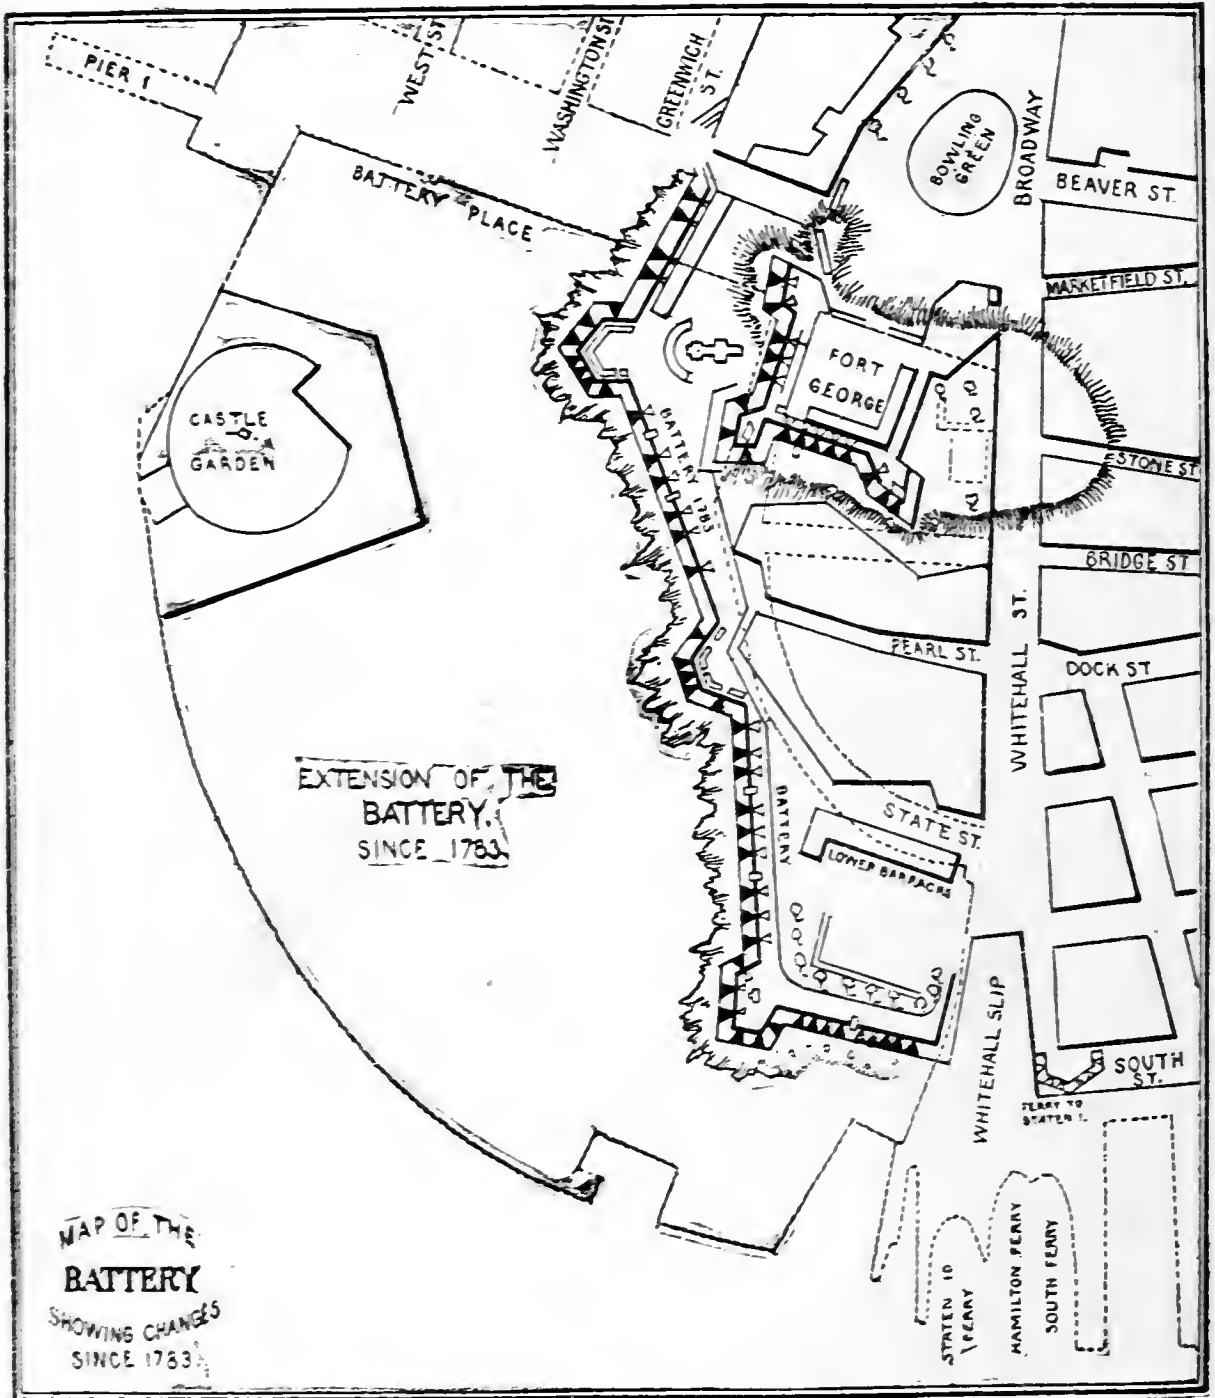 PIER 1
WEST ST
WASHINGTON ST
GREENWICH
ST.
BATTERY PLACE
BOWLING
GREEN
BROADWAY
BEAVER ST.
MARKETFIELD ST.
CASTLE
GARDEN
FORT
GEORGE
BATTERY 1783
STONE ST
BRIDGE ST
PEARL ST.
WHITEHALL ST.
DOCK ST
EXTENSION OF THE
BATTERY.
SINCE 1783
BATTERY
STATE ST.
LOWER BARRACKS
WHITEHALL SLIP
SOUTH
ST.
FERRY TO
STATEN I.
STATEN ID
FERRY
HAMILTON FERRY
SOUTH FERRY
MAP OF THE
BATTERY
SHOWING CHANGES
SINCE 1783